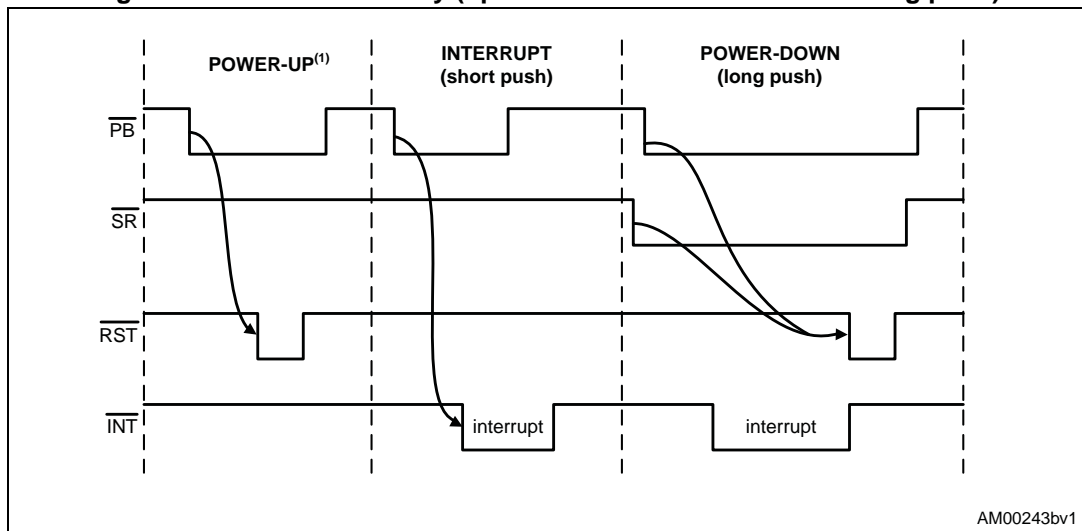 POWER-UP(1)
INTERRUPT
(short push)
POWER-DOWN
(long push)
PB
SR
RST
INT
interrupt
interrupt
AM00243bv1